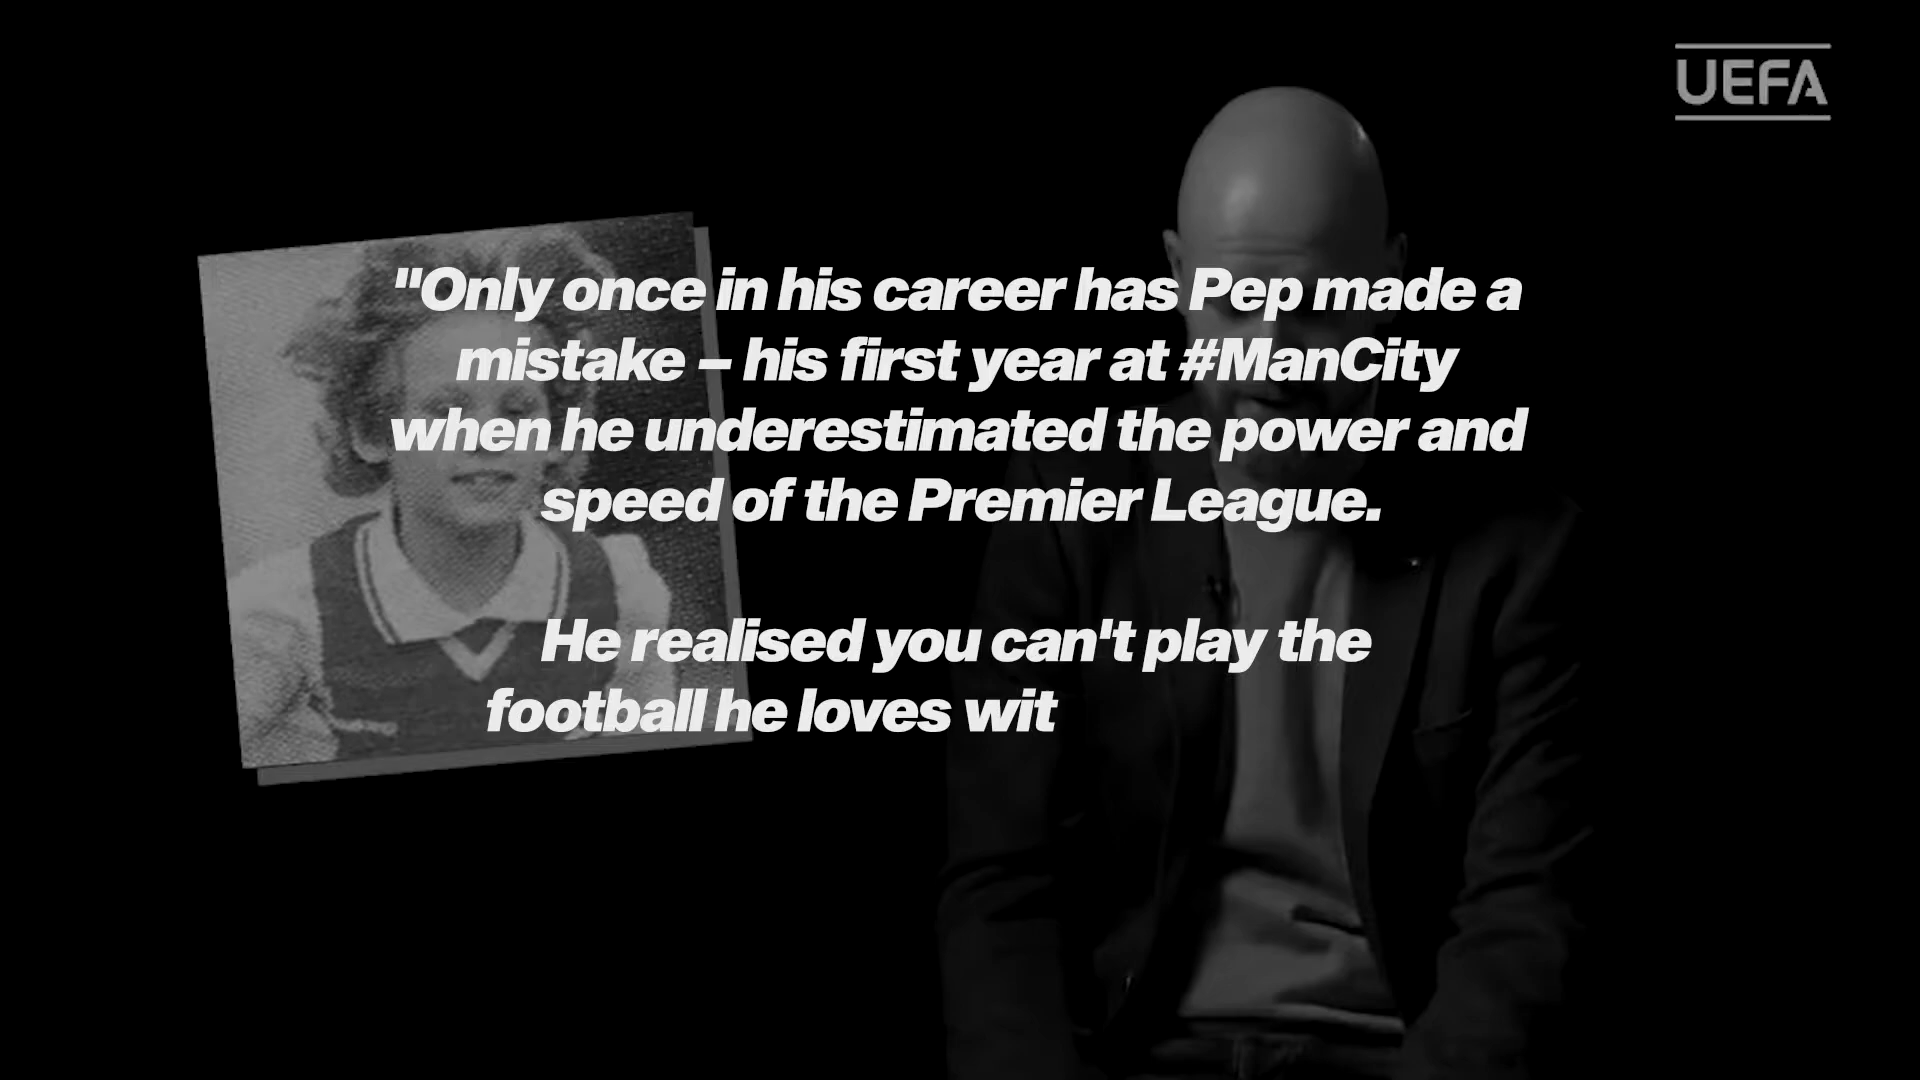 UEFA
"Only once in his career has Pep made a
mistake – his first year at #ManCity
when he underestimated the power and
speed of the Premier League.
He realised you can't play the
football he loves wit